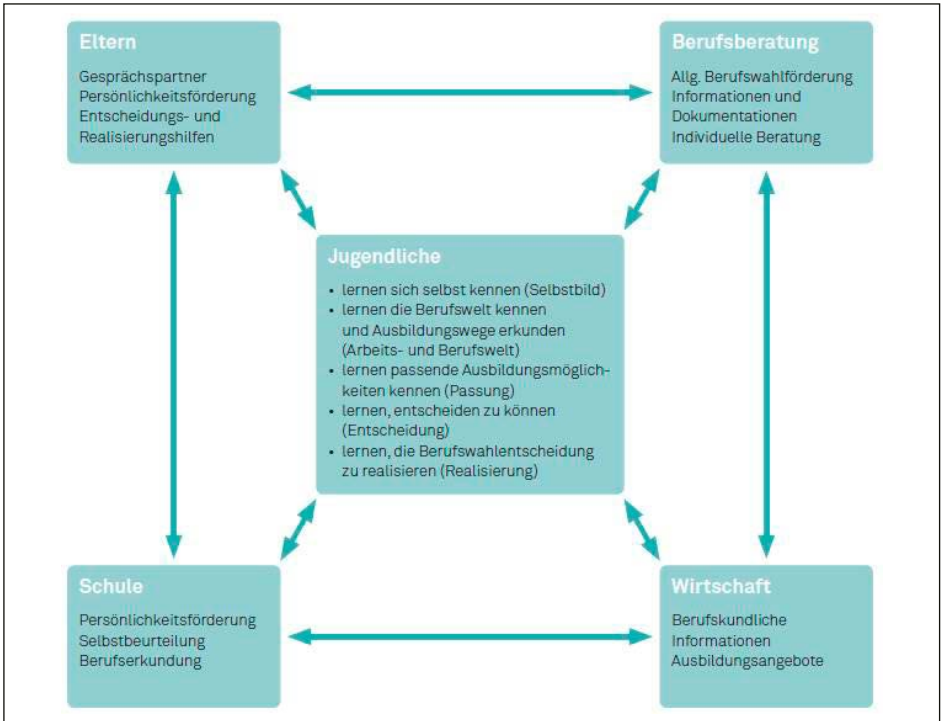 Eltern
Gesprächspartner
Persönlichkeitsförderung
Entscheidungs- und
Realisierungshilfen
Berufsberatung
Allg. Berufswahlförderung
Informationen und
Dokumentationen
Individuelle Beratung
Jugendliche
• lernen sich selbst kennen (Selbstbild)
• lernen die Berufswelt kennen
und Ausbildungswege erkunden
(Arbeits- und Berufswelt)
• lernen passende Ausbildungsmöglich-
keiten kennen (Passung)
• lernen, entscheiden zu können
(Entscheidung)
• lernen, die Berufswahlentscheidung
zu realisieren (Realisierung)
Schule
Persönlichkeitsförderung
Selbstbeurteilung
Berufserkundung
Wirtschaft
Berufskundliche
Informationen
Ausbildungsangebote